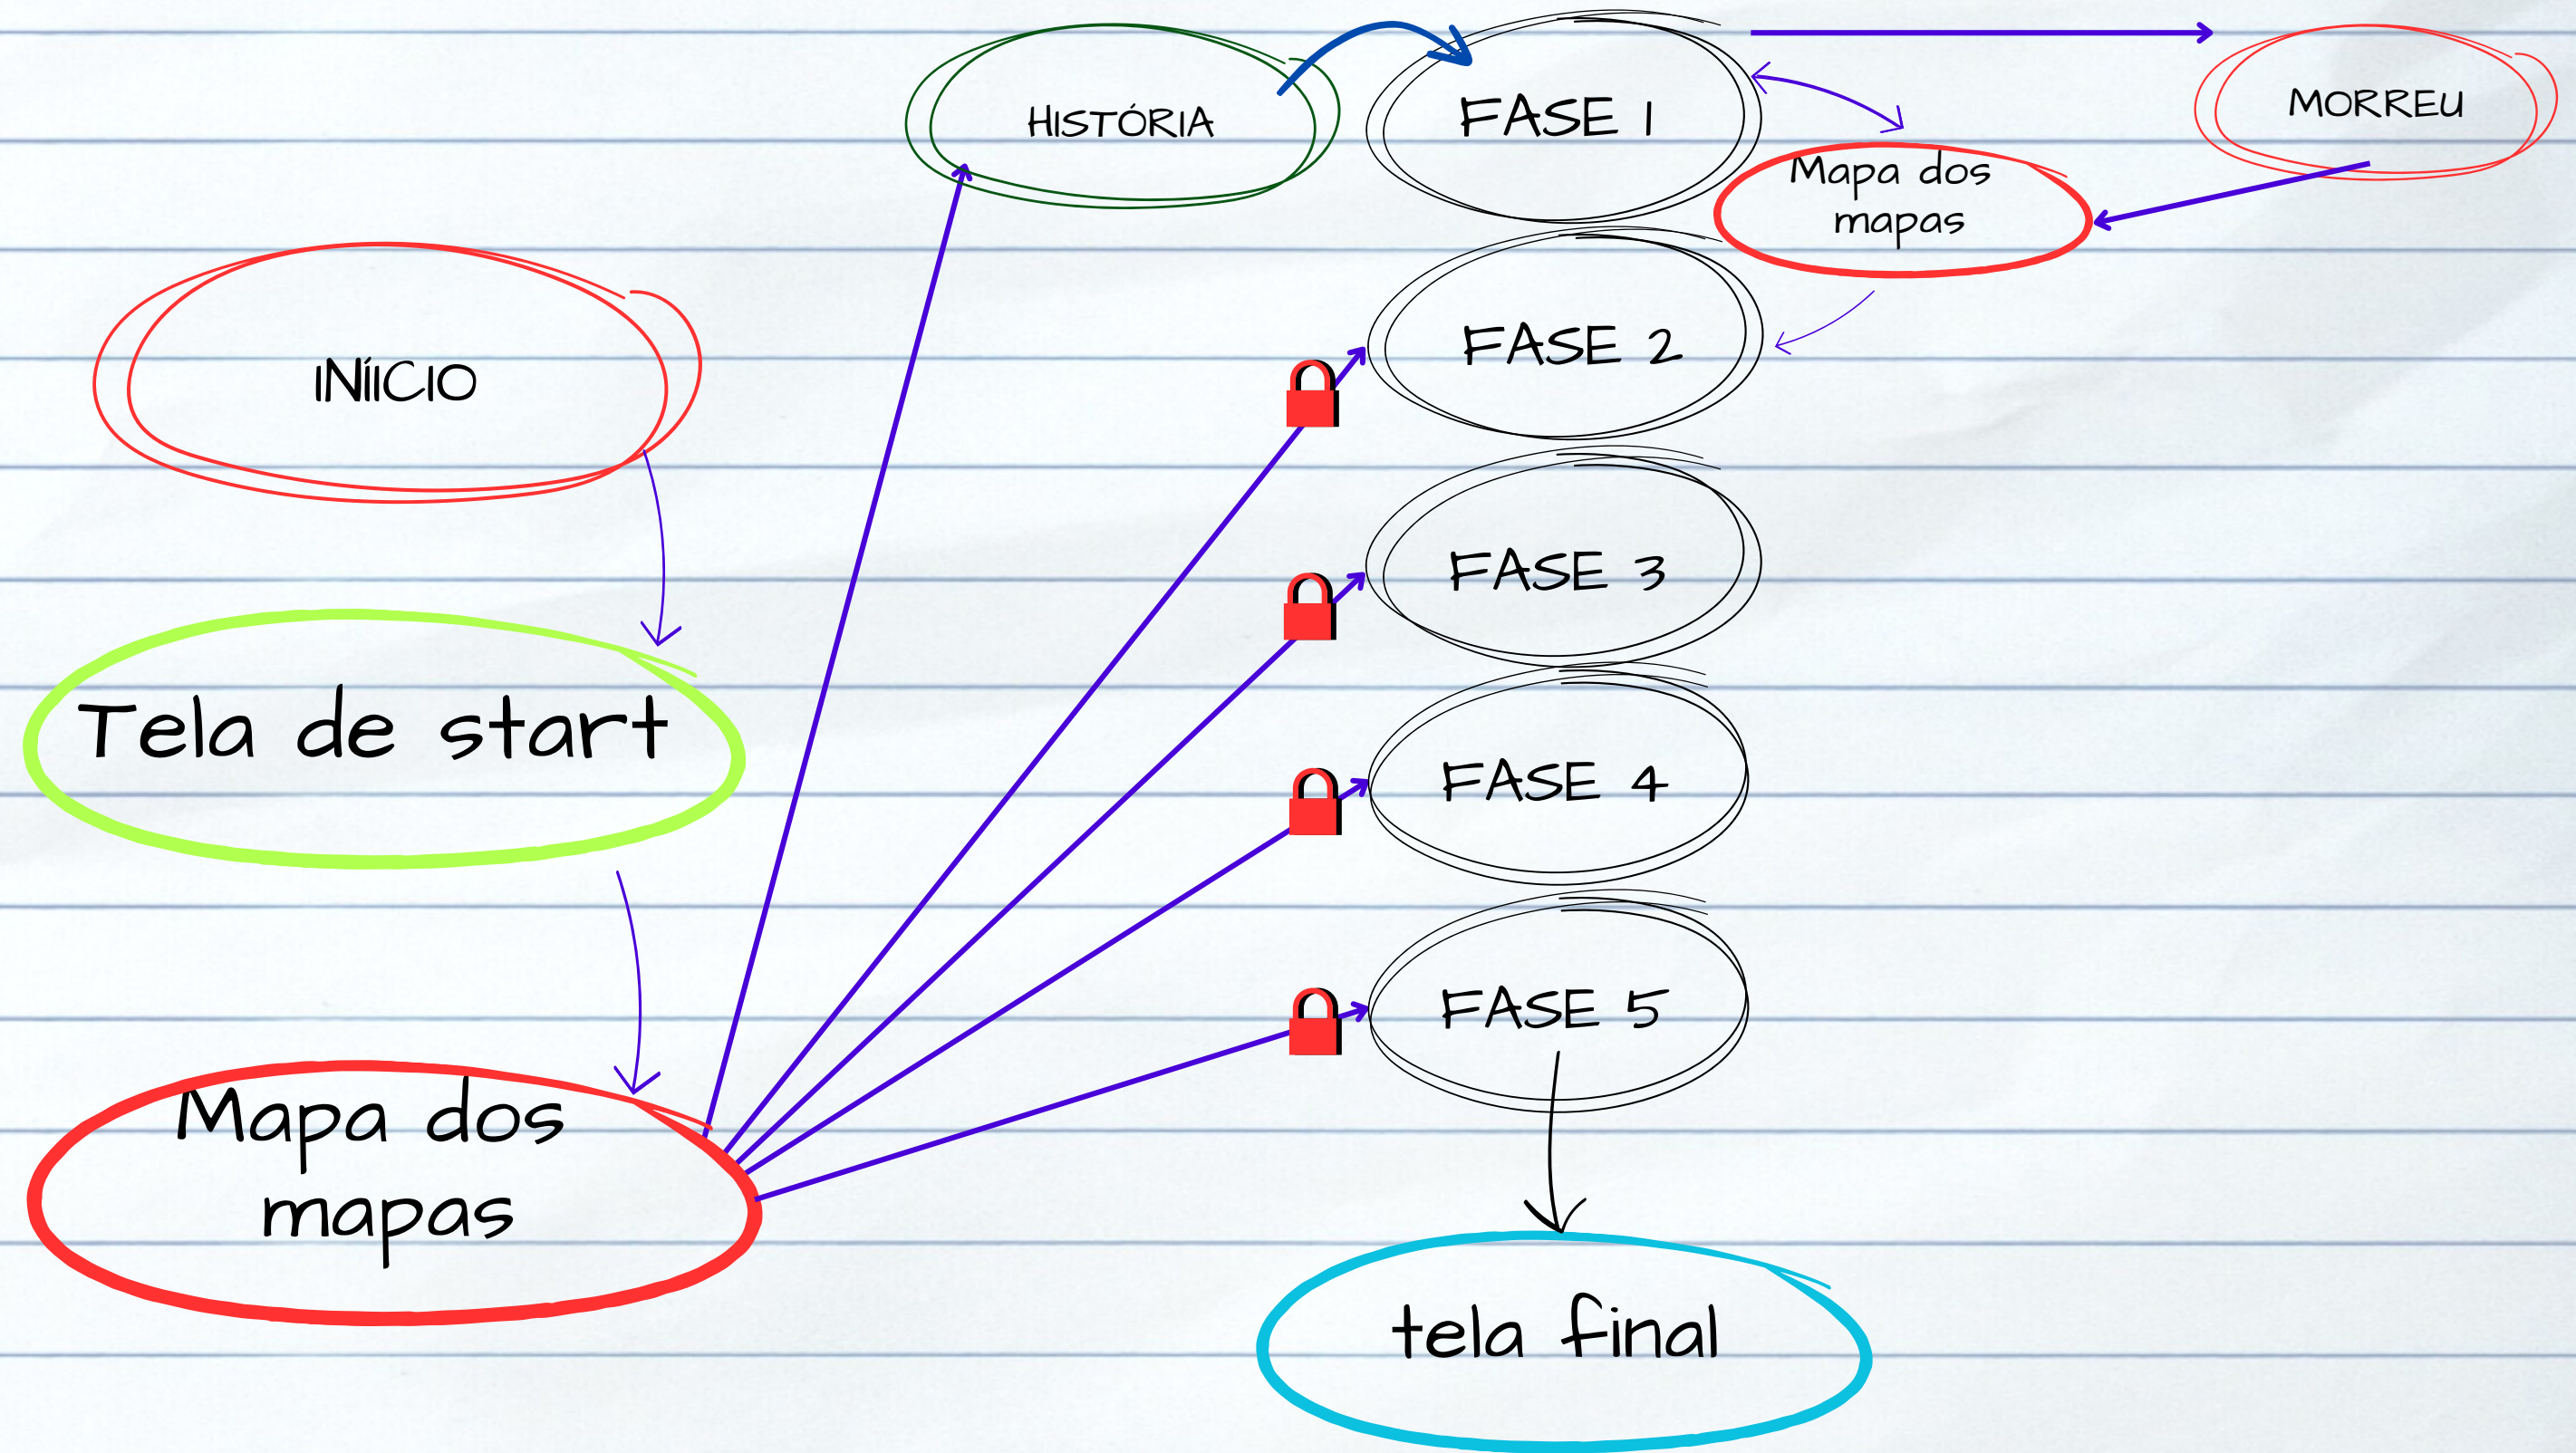 HISTÓRIA
FASE 1
MORREU
Mapa dos
mapas
INÍICIO
FASE 2
FASE 3
Tela de start
FASE 4
FASE 5
Mapa dos
mapas
tela final